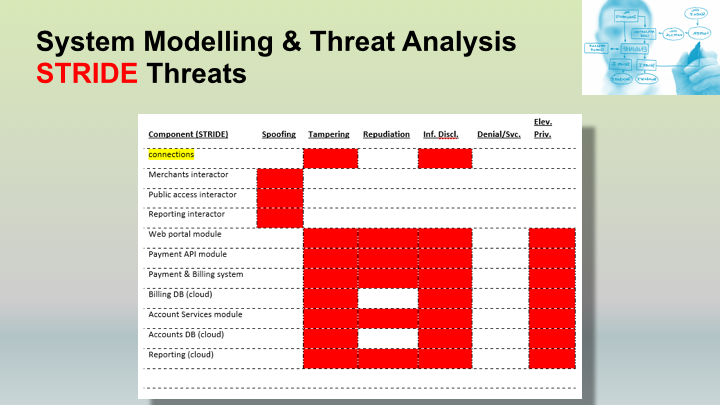 System Modelling & Threat Analysis
STRIDE Threats
Component (STRIDE) Spoofing Tampering Repudiation Inf. Discl. Denial/Svc. Elev. Priv.
connections
Merchants interactor
Public access interactor
Reporting interactor
Web portal module
Payment API module
Payment & Billing system
Billing DB (cloud)
Account Services module
Accounts DB (cloud)
Reporting (cloud)